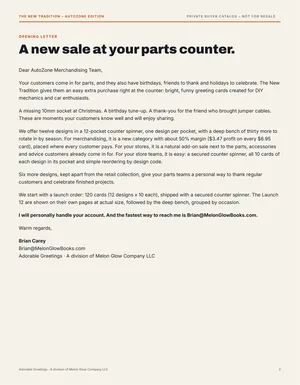 THE NEW TRADITION – AUTOZONE EDITION
PRIVATE BUYER CATALOG • NOT FOR RESALE
OPENING LETTER
A new sale at your parts counter.
Dear AutoZone Merchandising Team,
Your customers come for parts, and they also have birthdays, friends to thank and holidays to celebrate. The New
Tradition gives them an easy extra purchase right at the counter: bright, funny greeting cards created for DIY
mechanics and car enthusiasts.
A missing 10mm socket at Christmas. A birthday tune-up. A thank-you for the friend who brought jumper cables.
These are moments your customers know well and will enjoy sharing.
We offer twelve designs in a 12-pocket counter spinner, one design per pocket, with a deep bench of thirty more to
rotate in by season. For merchandising, it is a new category with about 50% margin ($3.47 profit on every $6.95
card), placed where every customer pays. For your stores, it is a natural add-on sale next to the parts, accessories
and advice customers already come in for. For your store teams, it is easy: a secured counter spinner, all 10 cards of
each design in its pocket and simple reordering by design code.
Six more designs, kept apart from the retail collection, give your parts teams a personal way to thank regular
customers and celebrate finished projects.
We start with a launch order: 120 cards (12 designs x 10 each), shipped with a secured counter spinner. The Launch
12 are shown on their own pages at actual size, followed by the deep bench, grouped by occasion.
I will personally handle your account. And the fastest way to reach me is Brian@MelonGlowBooks.com.
Warm regards,
Brian Carey
Brian@MelonGlowBooks.com
Adorable Greetings · A division of Melon Glow Company LLC
Adorable Greetings · A division of Melon Glow Company LLC
2